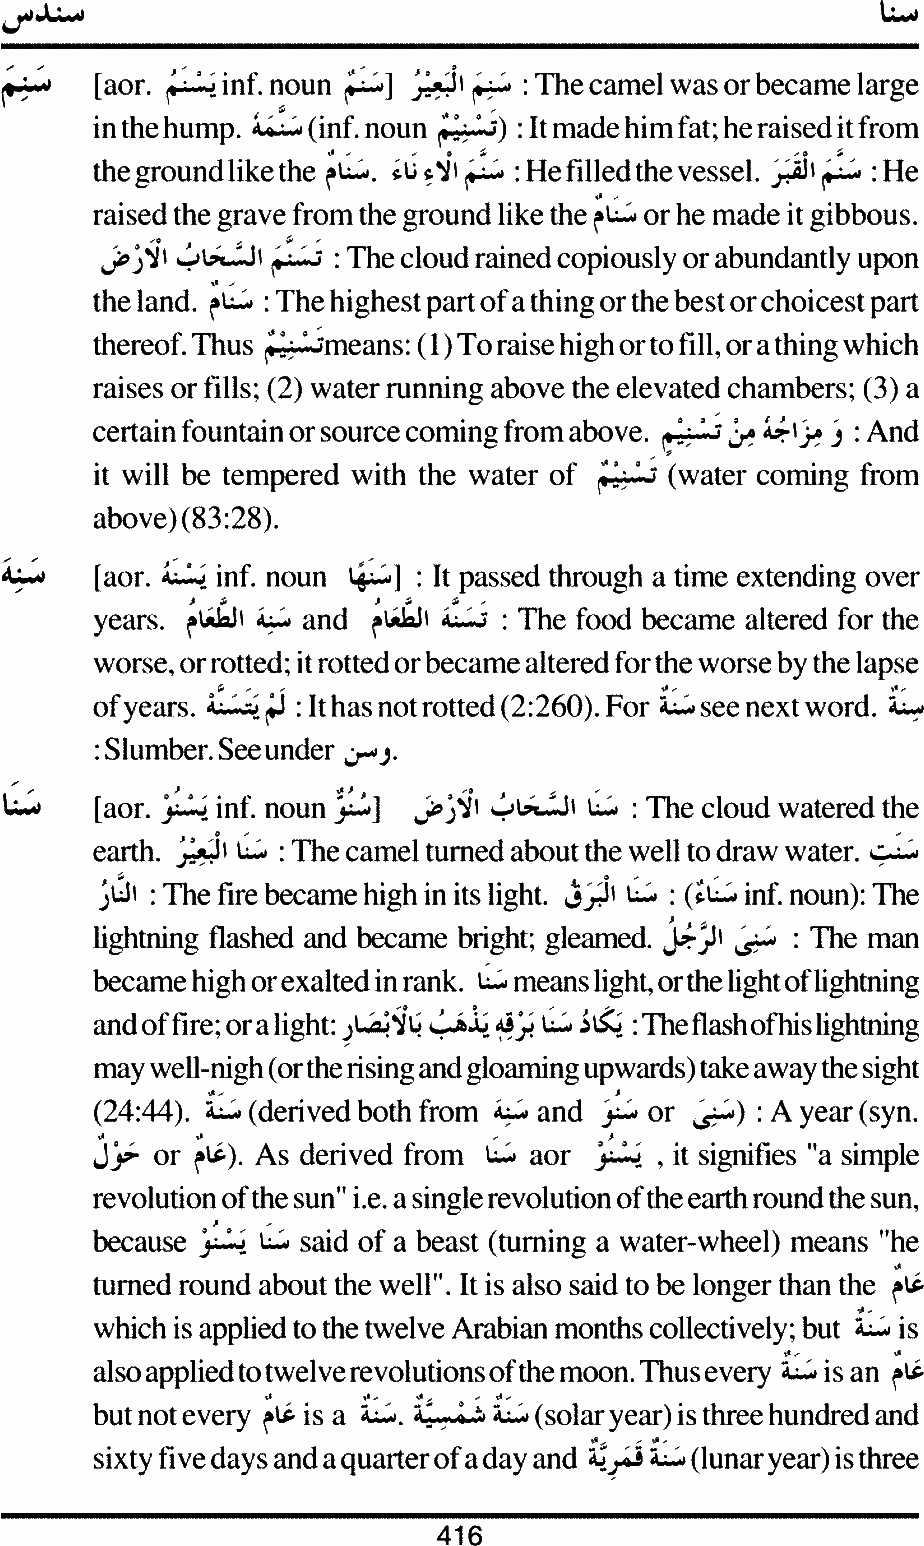 سندس سنا
سَنِمَ [aor. يَسْنَمُ inf. noun سَنَمٌ] سَنِمَ الْبَعِيْرُ : The camel was or became large
in the hump. سَنَّمَهُ (inf. noun تَسْنِيْمٌ) : It made him fat; he raised it from
the ground like the سَنَامٌ. سَنَّمَ الْاِءِ نَاءَ : He filled the vessel. سَنَّمَ الْقَبَرَ : He
raised the grave from the ground like the سَنَامٌ or he made it gibbous.
تَسَنَّمَ السَّحَابُ الْاَرْضَ : The cloud rained copiously or abundantly upon
the land. سَنَامٌ : The highest part of a thing or the best or choicest part
thereof. Thus تَسْنِيْمٌ means: (1) To raise high or to fill, or a thing which
raises or fills; (2) water running above the elevated chambers; (3) a
certain fountain or source coming from above. وَ مِزَاجُهُ مِنْ تَسْنِيْمٍ : And
it will be tempered with the water of تَسْنِيْمٌ (water coming from
above) (83:28).
سَنِهَ [aor. يَسْنَهُ inf. noun سَنَهًا] : It passed through a time extending over
years. سَنِهَ الطَّعَامُ and تَسَنَّهَ الطَّعَامُ : The food became altered for the
worse, or rotted; it rotted or became altered for the worse by the lapse
of years. لَمْ يَتَسَنَّهْ : It has not rotted (2:260). For سَنَةٌ see next word. سِنَةٌ
: Slumber. See under وسن.
سَنَا [aor. يَسْنُوْ inf. noun سُنُوٌّ] سَنَا السَّحَابُ الْاَرْضَ : The cloud watered the
earth. سَنَا الْبَعِيْرُ : The camel turned about the well to draw water. سَنَتِ
النَّارُ : The fire became high in its light. سَنَا الْبَرَقُ : (سَنَاءٌ inf. noun): The
lightning flashed and became bright; gleamed. سَنِىَ الرَّجُلُ : The man
became high or exalted in rank. سَنَا means light, or the light of lightning
and of fire; or a light: يَكَادُ سَنَا بَرْقِهٖ يَذْهَبُ بِالْاَبْصَارِ : The flash of his lightning
may well-nigh (or the rising and gloaming upwards) take away the sight
(24:44). سَنَةٌ (derived both from سَنِهَ and سَنُوَ or سَنِىَ) : A year (syn.
حَوْلٌ or عَامٌ). As derived from سَنَا aor يَسْنُوْ , it signifies "a simple
revolution of the sun" i.e. a single revolution of the earth round the sun,
because سَنَا يَسْنُوْ said of a beast (turning a water-wheel) means "he
turned round about the well". It is also said to be longer than the عَامٌ
which is applied to the twelve Arabian months collectively; but سَنَةٌ is
also applied to twelve revolutions of the moon. Thus every سَنَةٌ is an عَامٌ
but not every عَامٌ is a سَنَةٌ. سَنَةٌ شَمْسِيَّةٌ (solar year) is three hundred and
sixty five days and a quarter of a day and سَنَةٌ قَمَرِيَّةٌ (lunar year) is three
416